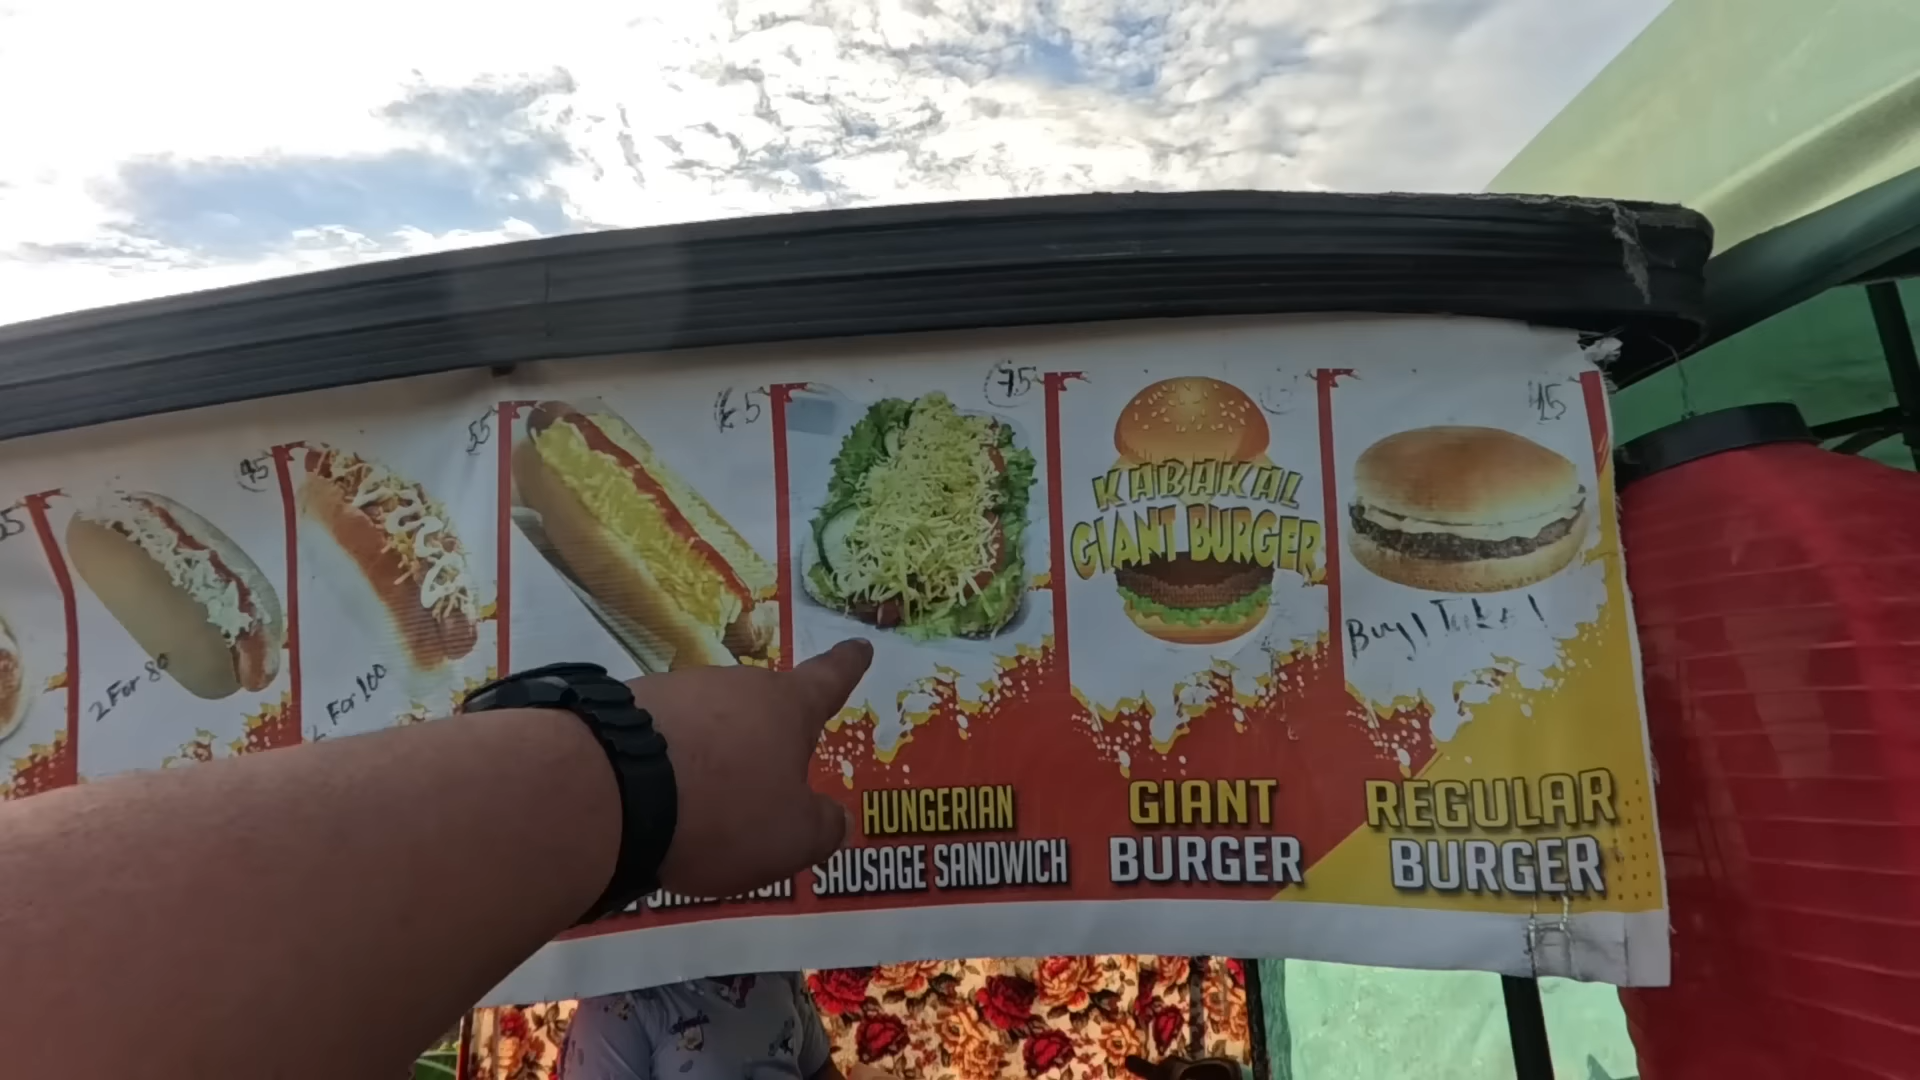 45
55
65
75
45
2 For 80
For 100
KABAKAL
GIANT BURGER
Buy 1 Take 1
HUNGERIAN
SAUSAGE SANDWICH
GIANT
BURGER
REGULAR
BURGER